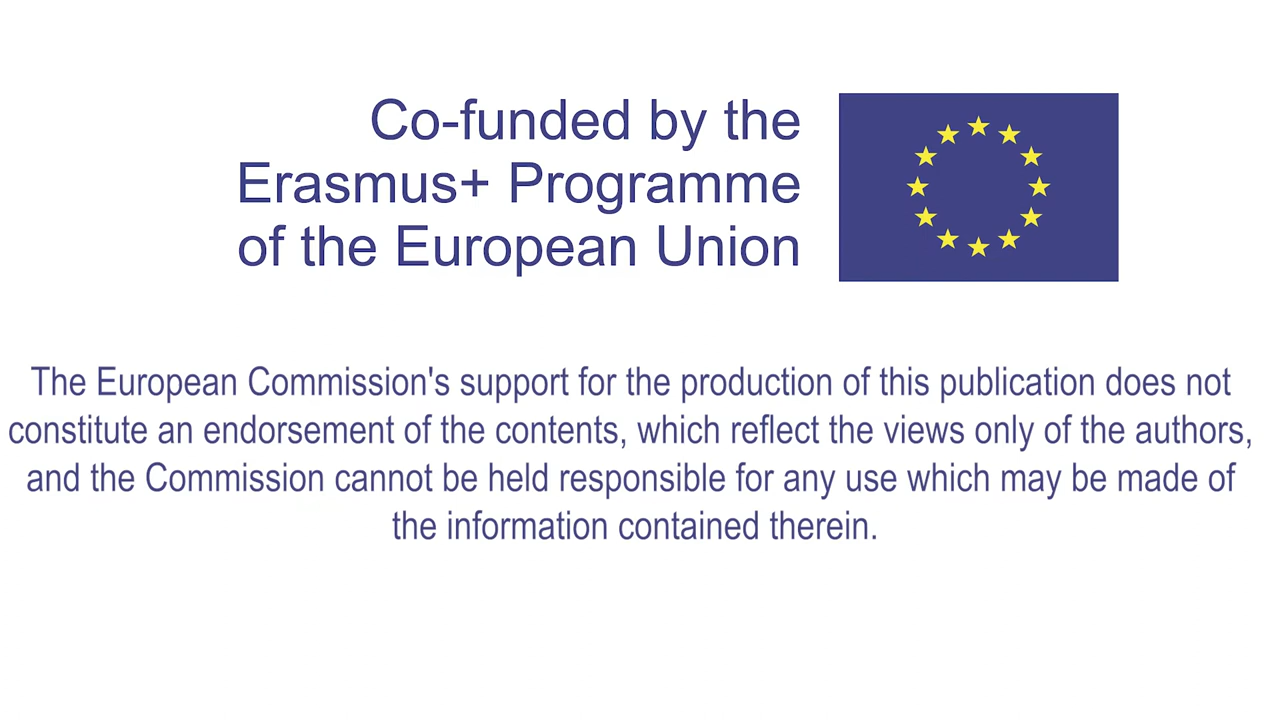 Co-funded by the
Erasmus+ Programme
of the European Union
The European Commission's support for the production of this publication does not
constitute an endorsement of the contents, which reflect the views only of the authors,
and the Commission cannot be held responsible for any use which may be made of
the information contained therein.